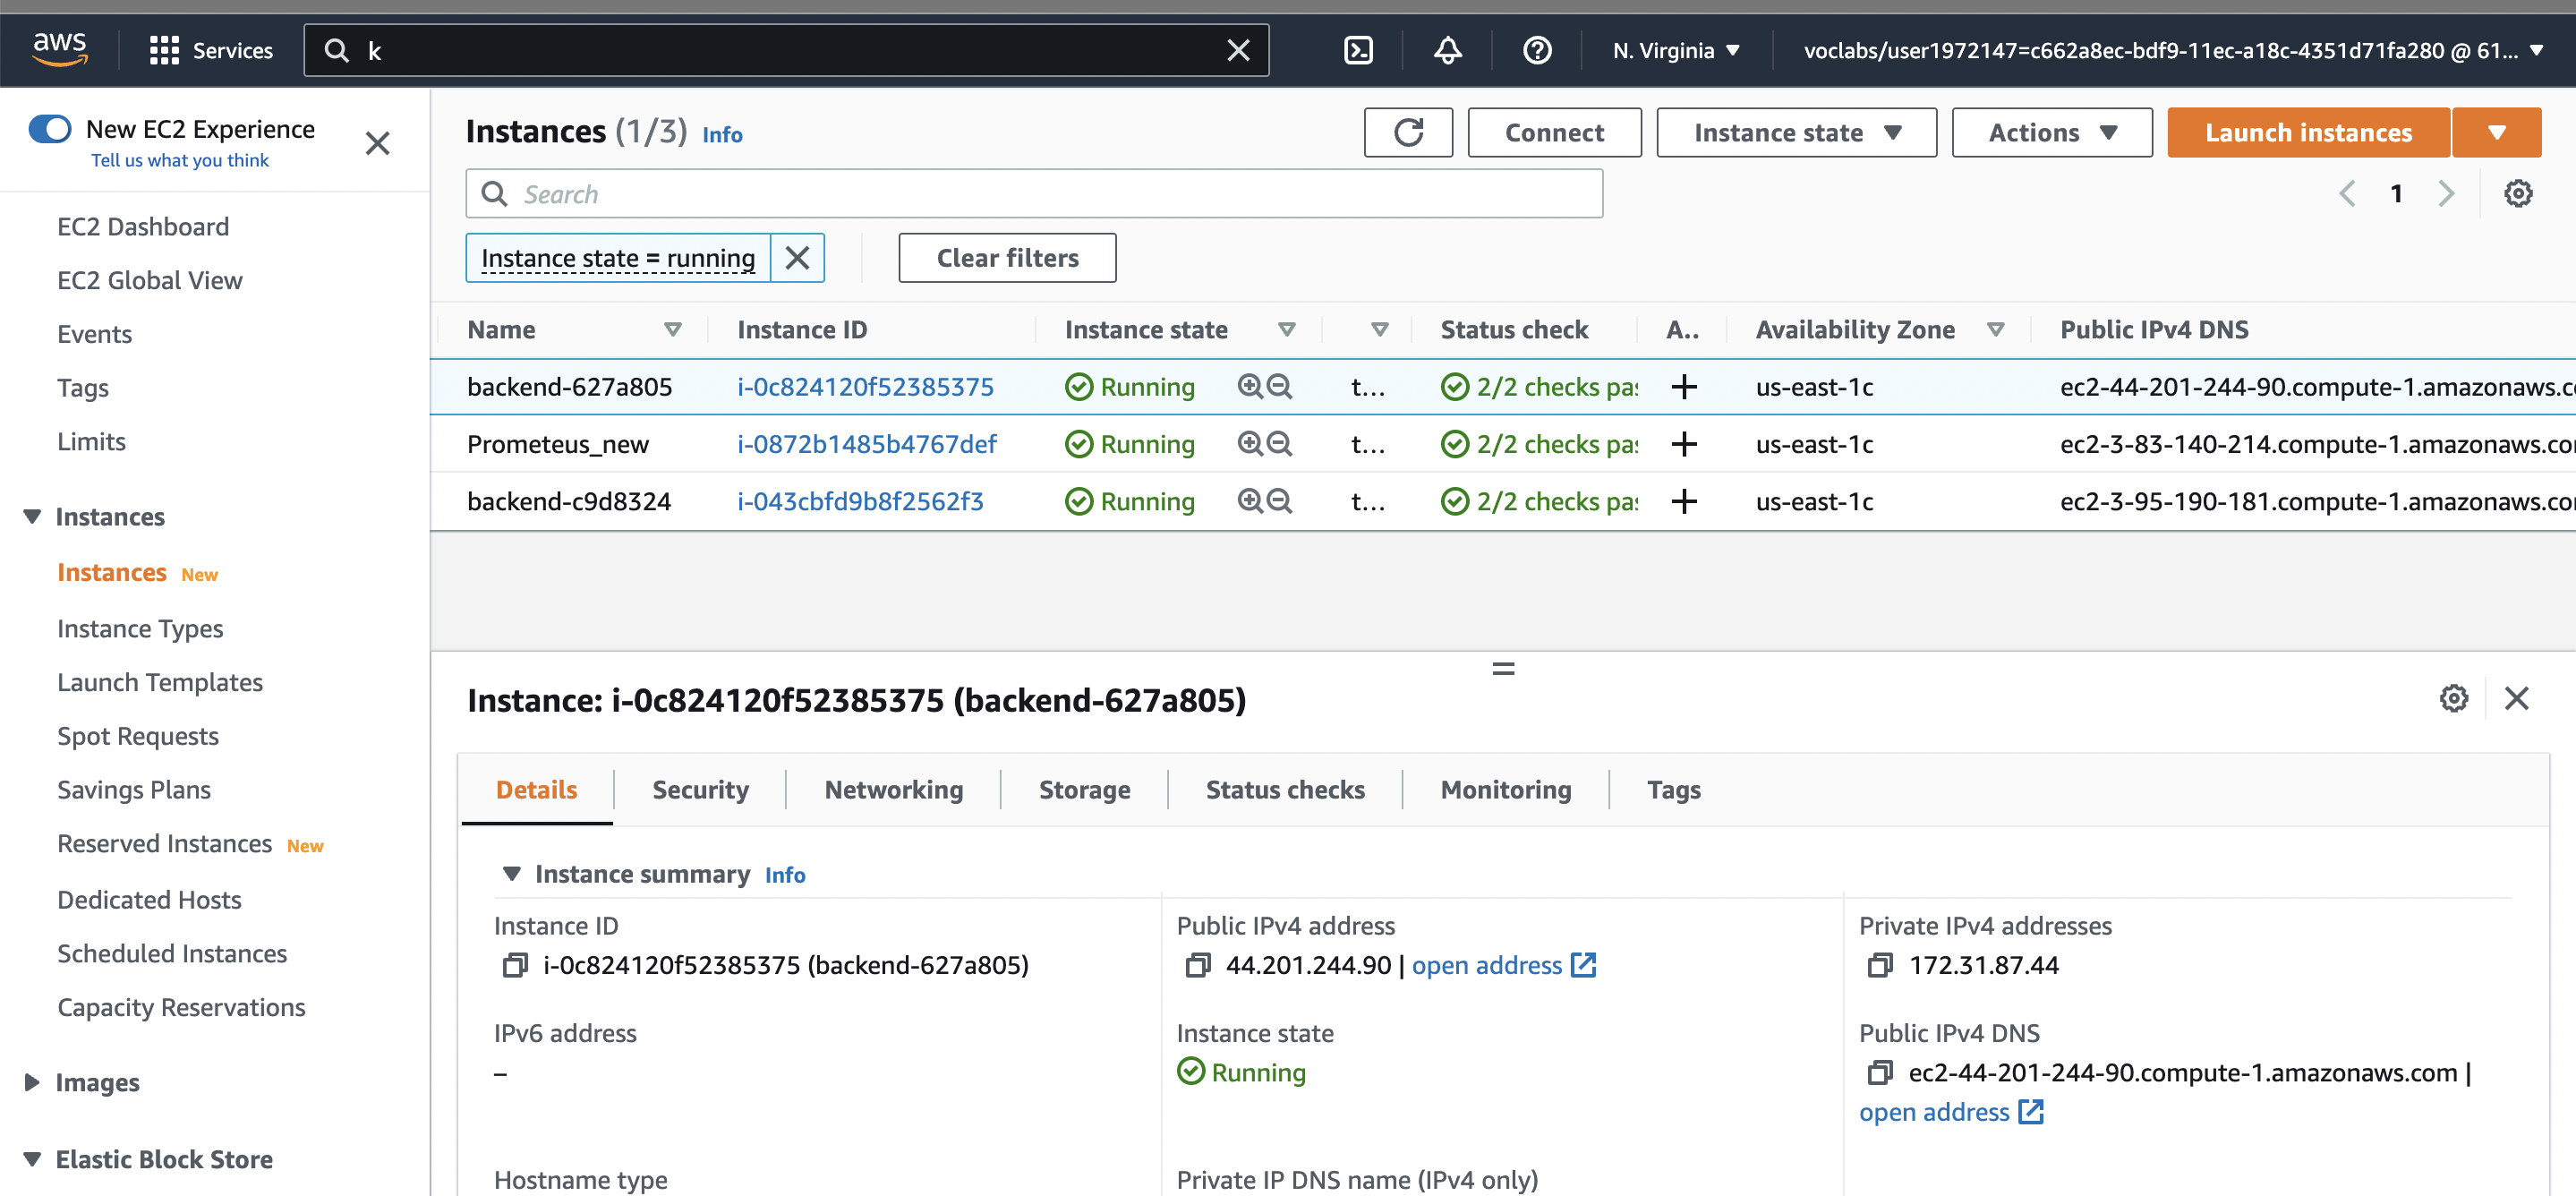 aws
Services
k
N. Virginia
voclabs/user1972147=c662a8ec-bdf9-11ec-a18c-4351d71fa280 @ 61...
New EC2 Experience
Tell us what you think
EC2 Dashboard
EC2 Global View
Events
Tags
Limits
Instances
Instances New
Instance Types
Launch Templates
Spot Requests
Savings Plans
Reserved Instances New
Dedicated Hosts
Scheduled Instances
Capacity Reservations
Images
Elastic Block Store
Instances (1/3) Info
Connect
Instance state
Actions
Launch instances
Search
1
Instance state = running
Clear filters
Name Instance ID Instance state Status check A.. Availability Zone Public IPv4 DNS
backend-627a805 i-0c824120f52385375 Running t... 2/2 checks pas + us-east-1c ec2-44-201-244-90.compute-1.amazonaws.c
Prometeus_new i-0872b1485b4767def Running t... 2/2 checks pas + us-east-1c ec2-3-83-140-214.compute-1.amazonaws.co
backend-c9d8324 i-043cbfd9b8f2562f3 Running t... 2/2 checks pas + us-east-1c ec2-3-95-190-181.compute-1.amazonaws.co
Instance: i-0c824120f52385375 (backend-627a805)
Details Security Networking Storage Status checks Monitoring Tags
Instance summary Info
Instance ID
i-0c824120f52385375 (backend-627a805)
Public IPv4 address
44.201.244.90 | open address
Private IPv4 addresses
172.31.87.44
IPv6 address
–
Instance state
Running
Public IPv4 DNS
ec2-44-201-244-90.compute-1.amazonaws.com |
open address
Hostname type
Private IP DNS name (IPv4 only)